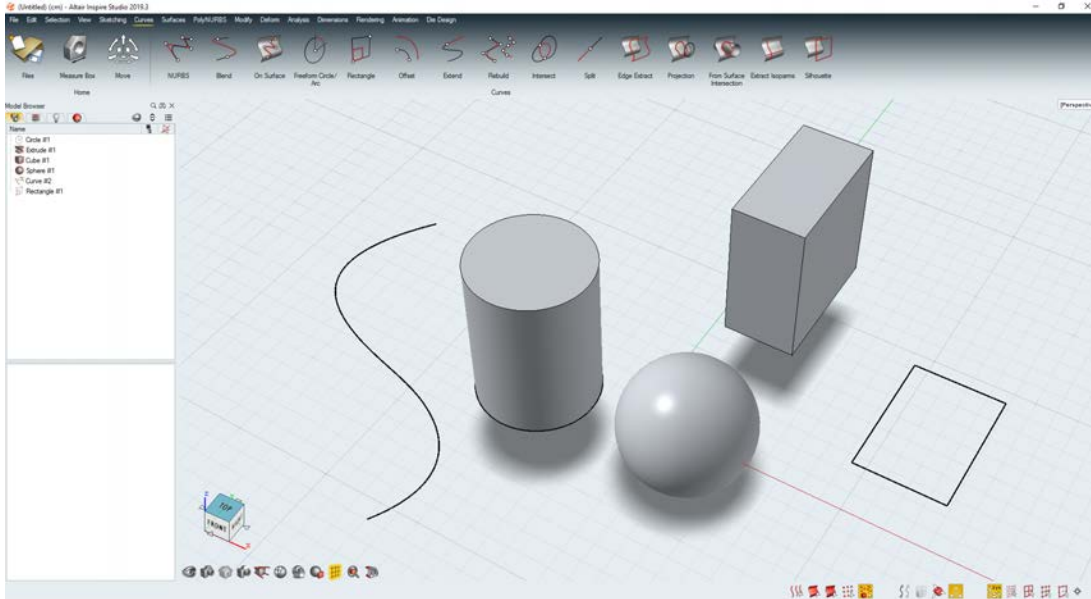 (Untitled) (cm) - Altair Inspire Studio 2019.3
File Edit Selection View Sketching Curves Surfaces PolyNURBS Modify Deform Analysis Dimensions Rendering Animation Die Design
Files Measure Box Move NURBS Blend On Surface Freeform Circle/ Rectangle Offset Extend Rebuild Intersect Split Edge Extract Projection From Surface Extract Isoparms Silhouette
Arc Intersection
Home Curves
Model Browser
[Perspectiv
Name
Circle #1
Extrude #1
Cube #1
Sphere #1
Curve #2
Rectangle #1
Z
TOP
FRONT
X